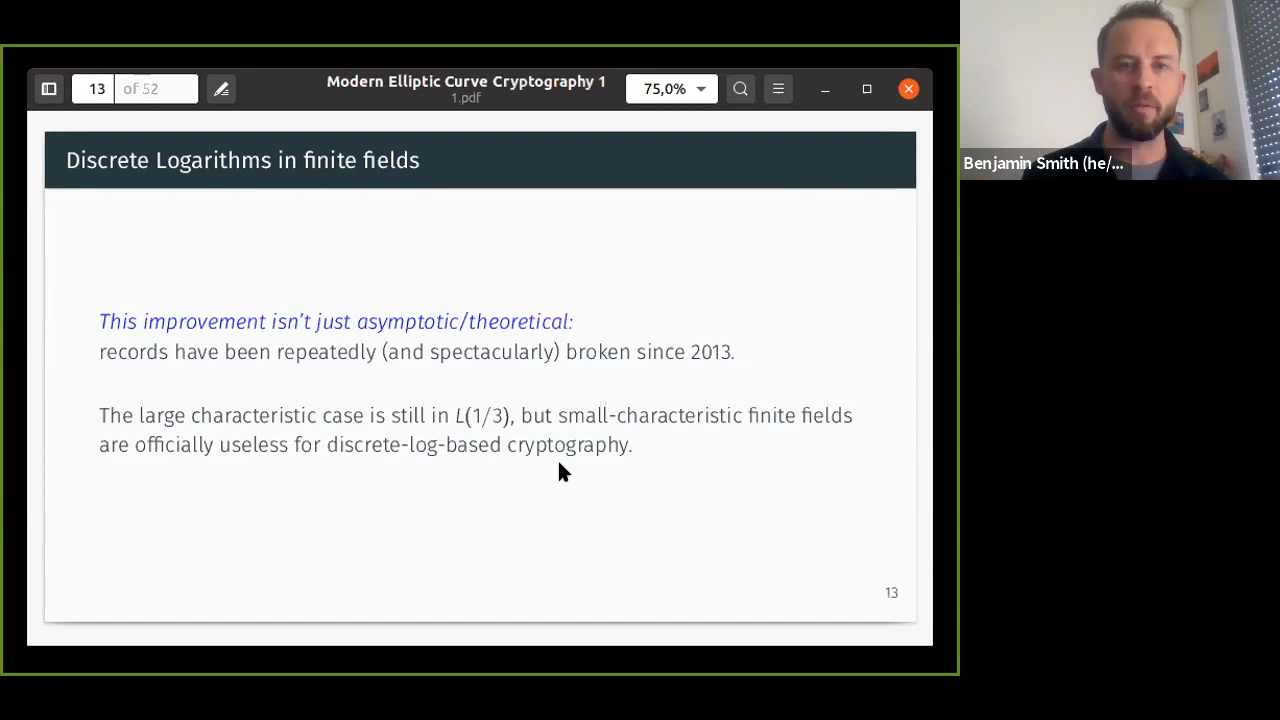 13 of 52
Modern Elliptic Curve Cryptography 1
1.pdf
75,0%
Discrete Logarithms in finite fields
This improvement isn't just asymptotic/theoretical:
records have been repeatedly (and spectacularly) broken since 2013.
The large characteristic case is still in L(1/3), but small-characteristic finite fields
are officially useless for discrete-log-based cryptography.
13
Benjamin Smith (he/...